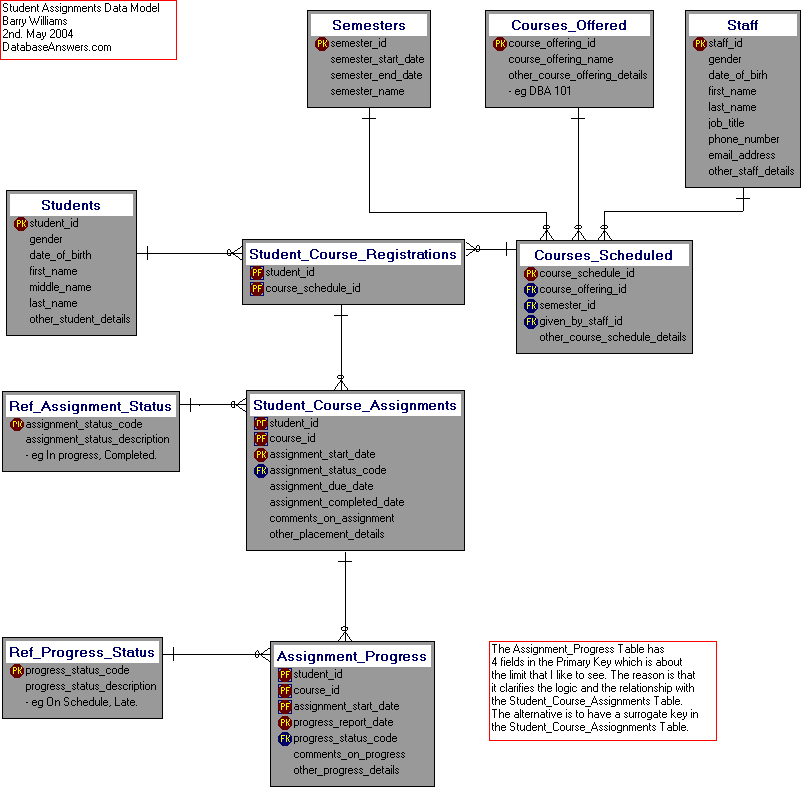 Student Assignments Data Model
Barry Williams
2nd. May 2004
DatabaseAnswers.com
Semesters
PK semester_id
semester_start_date
semester_end_date
semester_name
Courses_Offered
PK course_offering_id
course_offering_name
other_course_offering_details
- eg DBA 101
Staff
PK staff_id
gender
date_of_birh
first_name
last_name
job_title
phone_number
email_address
other_staff_details
Students
PK student_id
gender
date_of_birth
first_name
middle_name
last_name
other_student_details
Student_Course_Registrations
PF student_id
PF course_schedule_id
Courses_Scheduled
PK course_schedule_id
FK course_offering_id
FK semester_id
FK given_by_staff_id
other_course_schedule_details
Ref_Assignment_Status
PK assignment_status_code
assignment_status_description
- eg In progress, Completed.
Student_Course_Assignments
PF student_id
PF course_id
PK assignment_start_date
FK assignment_status_code
assignment_due_date
assignment_completed_date
comments_on_assignment
other_placement_details
Ref_Progress_Status
PK progress_status_code
progress_status_description
- eg On Schedule, Late.
Assignment_Progress
PF student_id
PF course_id
PF assignment_start_date
PK progress_report_date
FK progress_status_code
comments_on_progress
other_progress_details
The Assignment_Progress Table has
4 fields in the Primary Key which is about
the limit that I like to see. The reason is that
it clarifies the logic and the relationship with
the Student_Course_Asignments Table.
The alternative is to have a surrogate key in
the Student_Course_Assiognments Table.